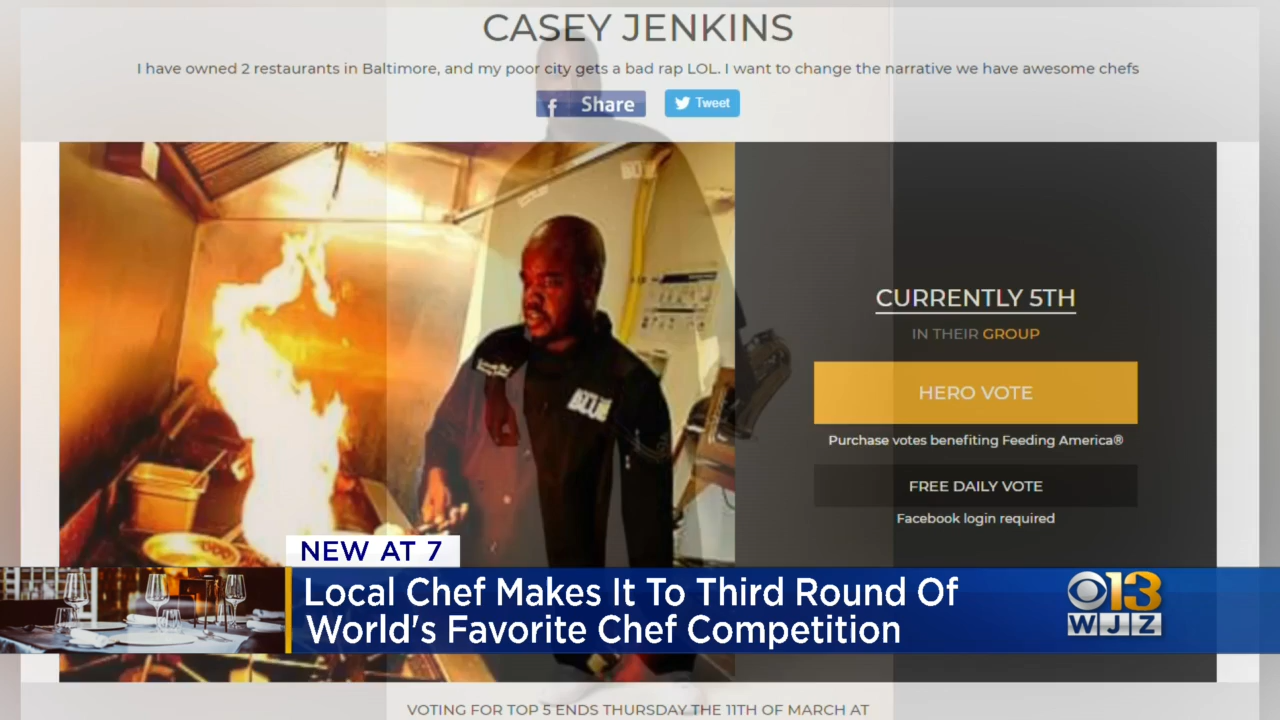 CASEY JENKINS
I have owned 2 restaurants in Baltimore, and my poor city gets a bad rap LOL. I want to change the narrative we have awesome chefs
f Share
Tweet
CURRENTLY 5TH
IN THEIR GROUP
HERO VOTE
Purchase votes benefiting Feeding America®
FREE DAILY VOTE
Facebook login required
NEW AT 7
Local Chef Makes It To Third Round Of
World's Favorite Chef Competition
13
WJZ
VOTING FOR TOP 5 ENDS THURSDAY THE 11TH OF MARCH AT